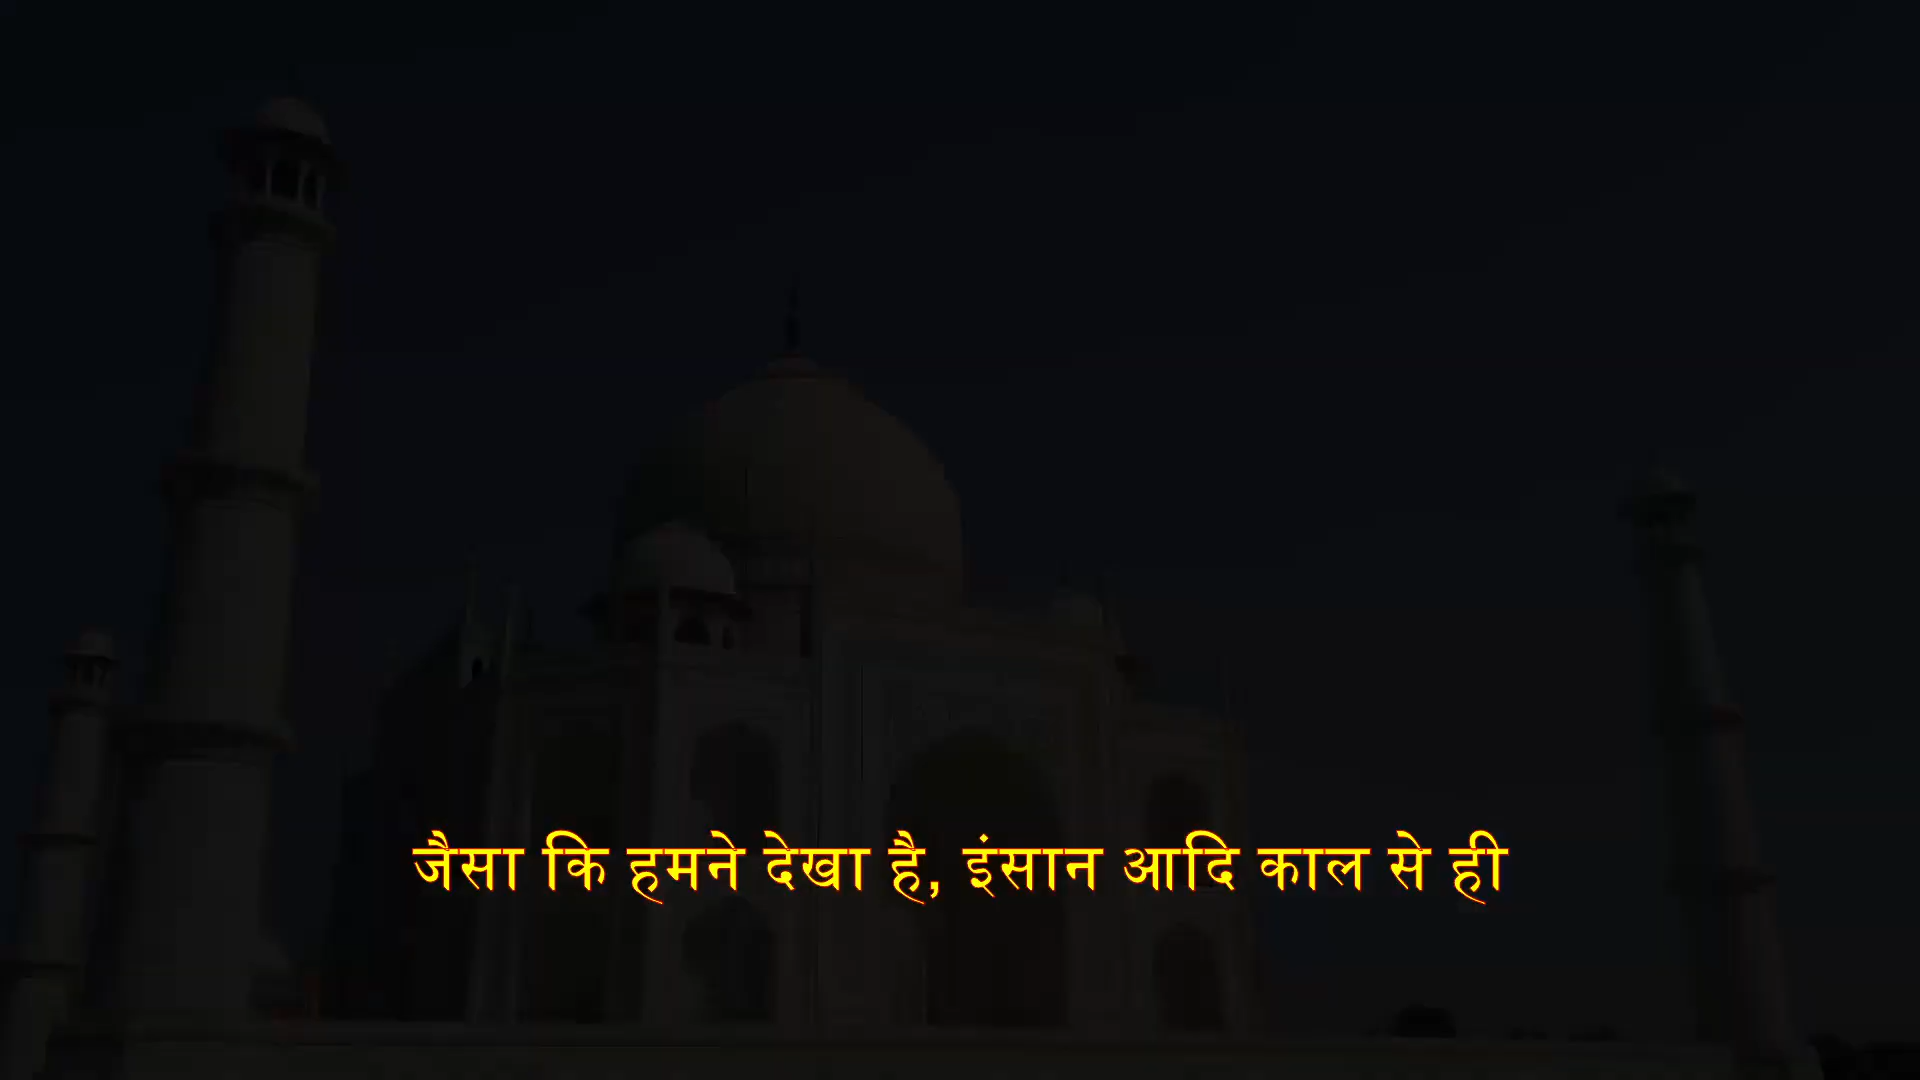 जैसा कि हमने देखा है, इंसान आदि काल से ही